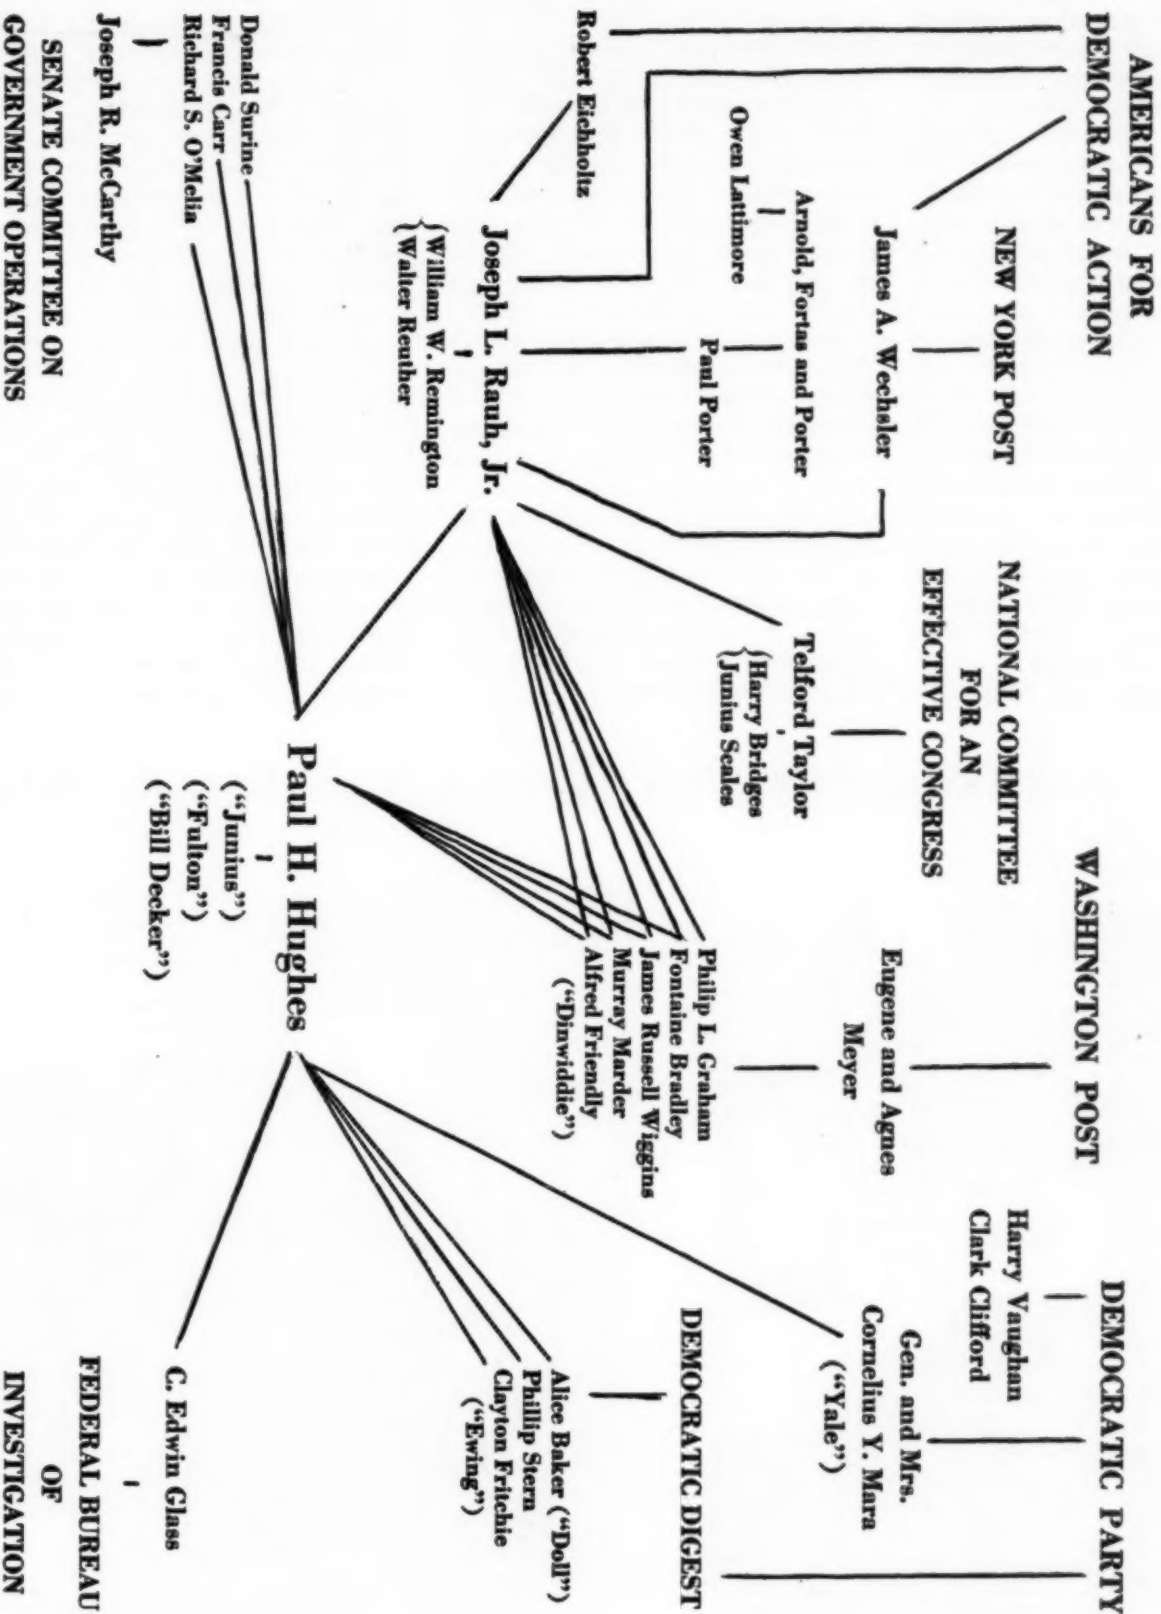 AMERICANS FOR
DEMOCRATIC ACTION
NEW YORK POST
James A. Wechsler
Arnold, Fortas and Porter
Owen Lattimore
Paul Porter
Robert Eichholtz
Joseph L. Rauh, Jr.
William W. Remington
Walter Reuther
NATIONAL COMMITTEE
FOR AN
EFFECTIVE CONGRESS
Telford Taylor
Harry Bridges
Junius Scales
WASHINGTON POST
Eugene and Agnes
Meyer
Philip L. Graham
Fontaine Bradley
James Russell Wiggins
Murray Marder
Alfred Friendly
(“Dinwiddie”)
DEMOCRATIC PARTY
Harry Vaughan
Clark Clifford
Gen. and Mrs.
Cornelius Y. Mara
(“Yale”)
DEMOCRATIC DIGEST
Alice Baker (“Doll”)
Phillip Stern
Clayton Fritchie
(“Ewing”)
Paul H. Hughes
(“Junius”)
(“Fulton”)
(“Bill Decker”)
Donald Surine
Francis Carr
Richard S. O’Melia
Joseph R. McCarthy
SENATE COMMITTEE ON
GOVERNMENT OPERATIONS
C. Edwin Glass
FEDERAL BUREAU
OF
INVESTIGATION